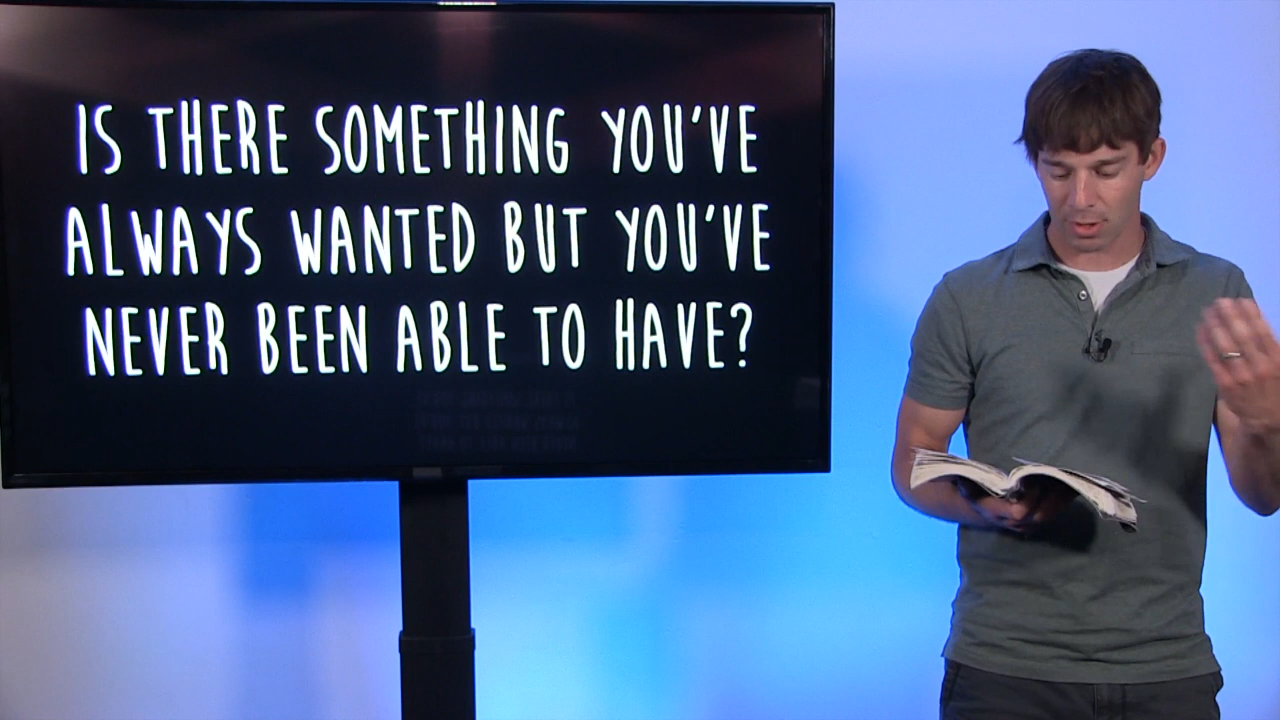 IS THERE SOMETHING YOU'VE
ALWAYS WANTED BUT YOU'VE
NEVER BEEN ABLE TO HAVE?